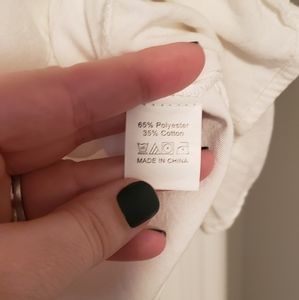 65% Polyester
35% Cotton
MADE IN CHINA